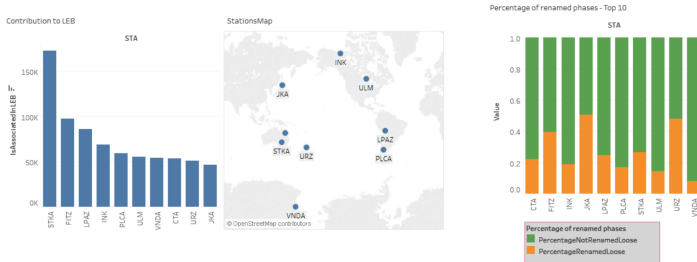 Contribution to LEB
STA
IsAssociatedInLEB
150K
100K
50K
0K
STKA
FITZ
LPAZ
INK
PLCA
ULM
VNDA
CTA
URZ
JKA
StationsMap
INK
ULM
JKA
LPAZ
STKA
URZ
PLCA
VNDA
© OpenStreetMap contributors
Percentage of renamed phases - Top 10
STA
Value
1.0
0.8
0.6
0.4
0.2
0.0
CTA
FITZ
INK
JKA
LPAZ
PLCA
STKA
ULM
URZ
VNDA
Percentage of renamed phases
PercentageNotRenamedLoose
PercentageRenamedLoose